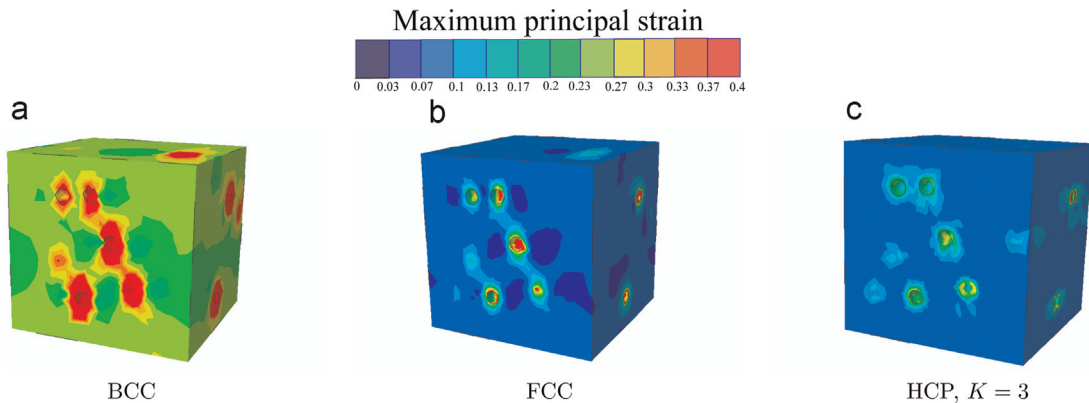 Maximum principal strain
0 0.03 0.07 0.1 0.13 0.17 0.2 0.23 0.27 0.3 0.33 0.37 0.4
a b c
BCC FCC HCP, K = 3